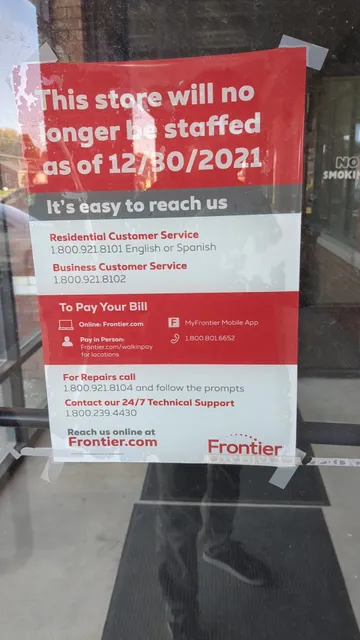 This store will no
longer be staffed
as of 12/30/2021
It's easy to reach us
Residential Customer Service
1.800.921.8101 English or Spanish
Business Customer Service
1.800.921.8102
To Pay Your Bill
Online: Frontier.com
MyFrontier Mobile App
Pay in Person:
Frontier.com/walkinpay
for locations
1.800.801.6652
For Repairs call
1.800.921.8104 and follow the prompts
Contact our 24/7 Technical Support
1.800.239.4430
Reach us online at
Frontier.com
Frontier
NO
SMOKIN